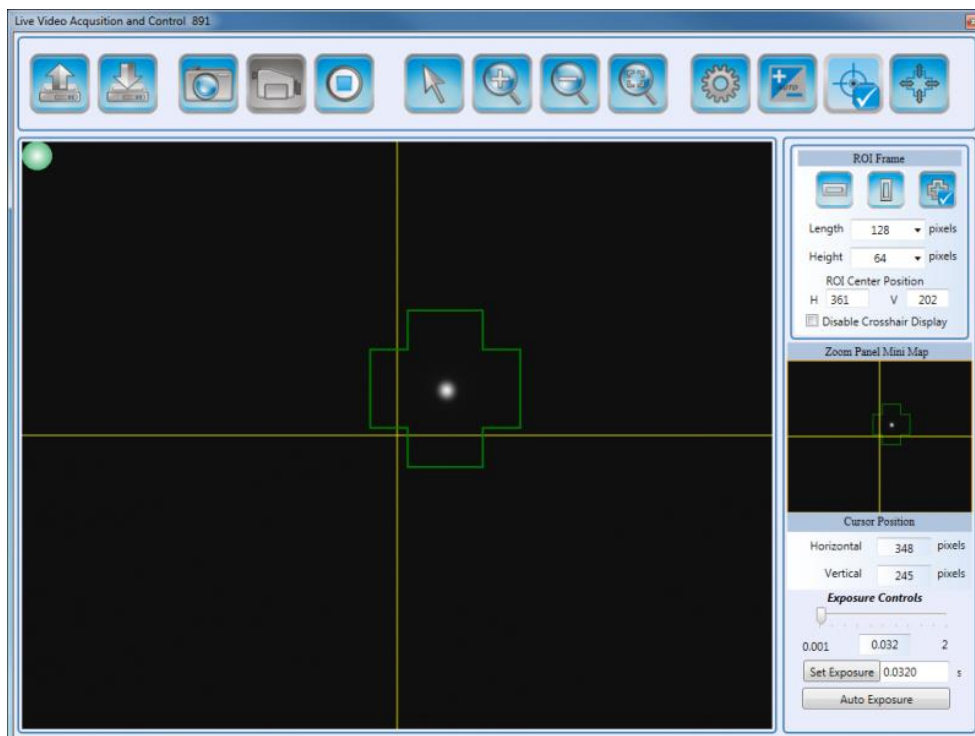 Live Video Acqusition and Control 891
AUTO
ROI Frame
Length 128 pixels
Height 64 pixels
ROI Center Position
H 361 V 202
Disable Crosshair Display
Zoom Panel Mini Map
Cursor Position
Horizontal 348 pixels
Vertical 245 pixels
Exposure Controls
0.001 0.032 2
Set Exposure 0.0320 s
Auto Exposure